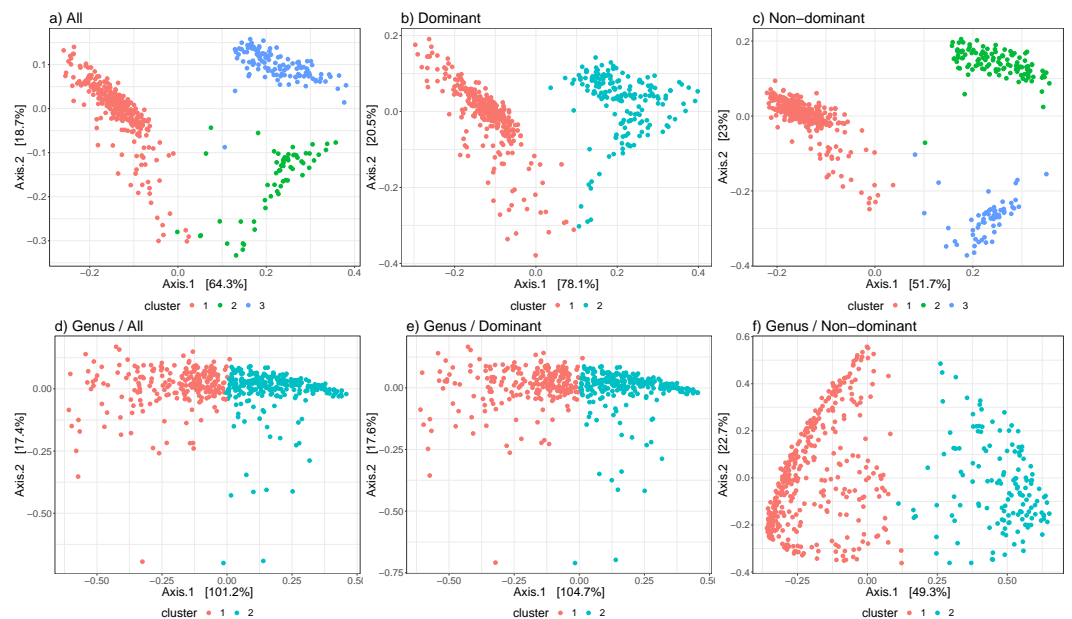 a) All
b) Dominant
c) Non−dominant
0.1
0.0
−0.1
−0.2
−0.3
Axis.2 [18.7%]
−0.2
0.0
0.2
0.4
Axis.1 [64.3%]
cluster 1 2 3
0.2
0.0
−0.2
−0.4
Axis.2 [20.5%]
−0.2
0.0
0.2
0.4
Axis.1 [78.1%]
cluster 1 2
0.2
0.0
−0.2
−0.4
Axis.2 [23%]
−0.2
0.0
0.2
Axis.1 [51.7%]
cluster 1 2 3
d) Genus / All
e) Genus / Dominant
f) Genus / Non−dominant
0.00
−0.25
−0.50
Axis.2 [17.4%]
−0.50
−0.25
0.00
0.25
0.5
Axis.1 [101.2%]
cluster 1 2
0.00
−0.25
−0.50
−0.75
Axis.2 [17.6%]
−0.50
−0.25
0.00
0.25
0.5
Axis.1 [104.7%]
cluster 1 2
0.6
0.4
0.2
0.0
−0.2
−0.4
Axis.2 [22.7%]
−0.25
0.00
0.25
0.50
Axis.1 [49.3%]
cluster 1 2